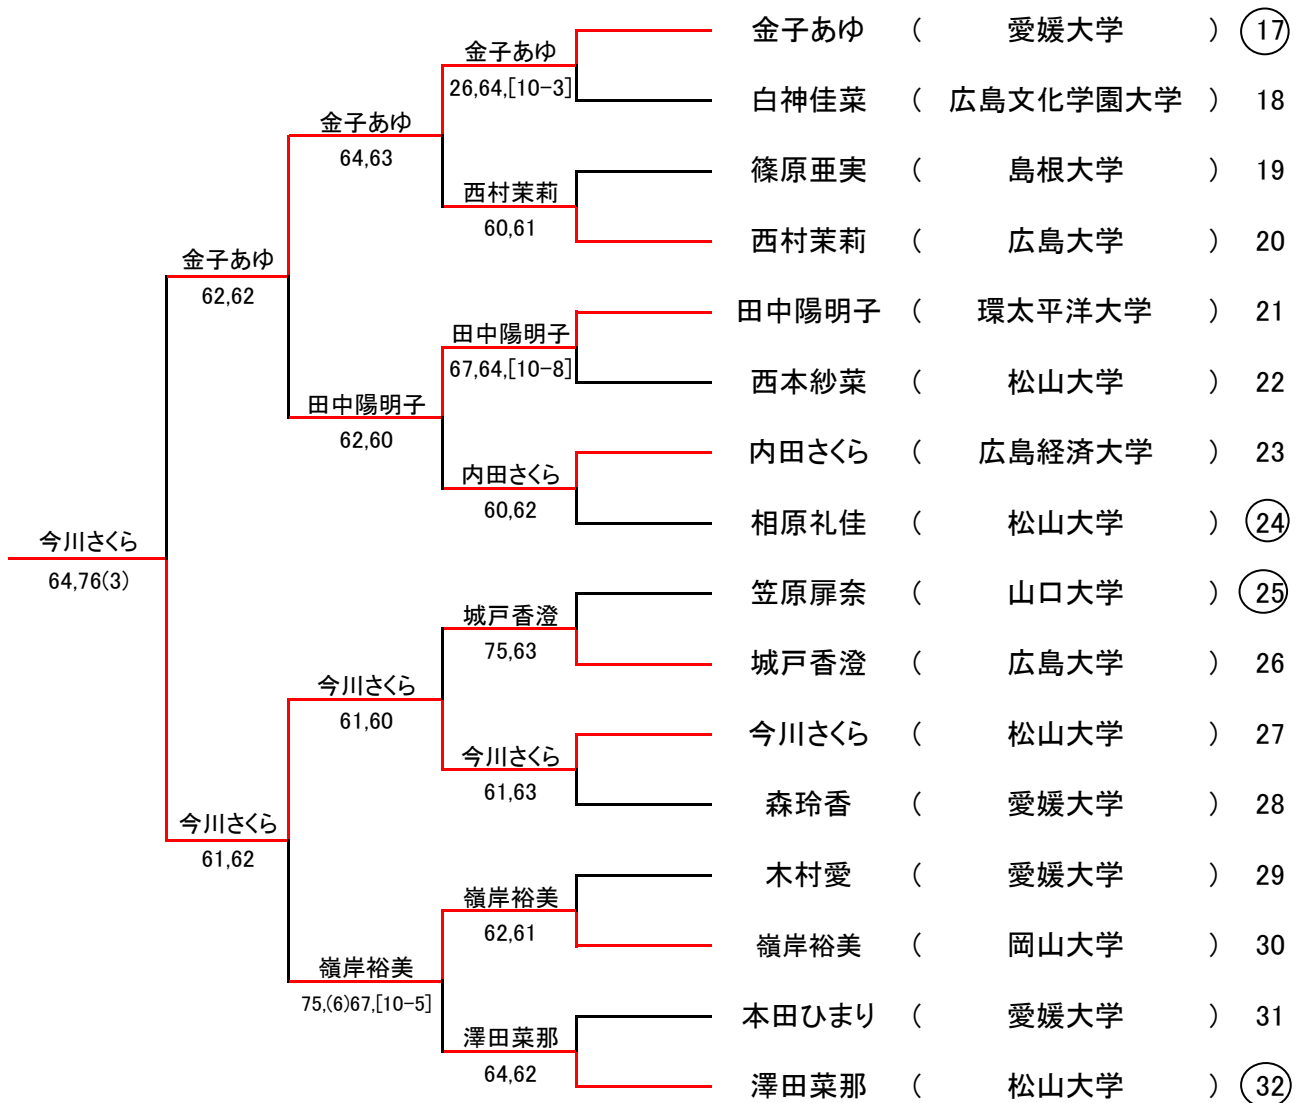 金子あゆ ( 愛媛大学 ) 17
金子あゆ
26,64,[10-3]
白神佳菜 ( 広島文化学園大学 ) 18
金子あゆ
64,63
篠原亜実 ( 島根大学 ) 19
西村茉莉
60,61
西村茉莉 ( 広島大学 ) 20
金子あゆ
62,62
田中陽明子 ( 環太平洋大学 ) 21
田中陽明子
67,64,[10-8]
西本紗菜 ( 松山大学 ) 22
田中陽明子
62,60
内田さくら ( 広島経済大学 ) 23
内田さくら
60,62
相原礼佳 ( 松山大学 ) 24
今川さくら
64,76(3)
笠原扉奈 ( 山口大学 ) 25
城戸香澄
75,63
城戸香澄 ( 広島大学 ) 26
今川さくら
61,60
今川さくら ( 松山大学 ) 27
今川さくら
61,63
森玲香 ( 愛媛大学 ) 28
今川さくら
61,62
木村愛 ( 愛媛大学 ) 29
嶺岸裕美
62,61
嶺岸裕美 ( 岡山大学 ) 30
嶺岸裕美
75,(6)67,[10-5]
本田ひまり ( 愛媛大学 ) 31
澤田菜那
64,62
澤田菜那 ( 松山大学 ) 32